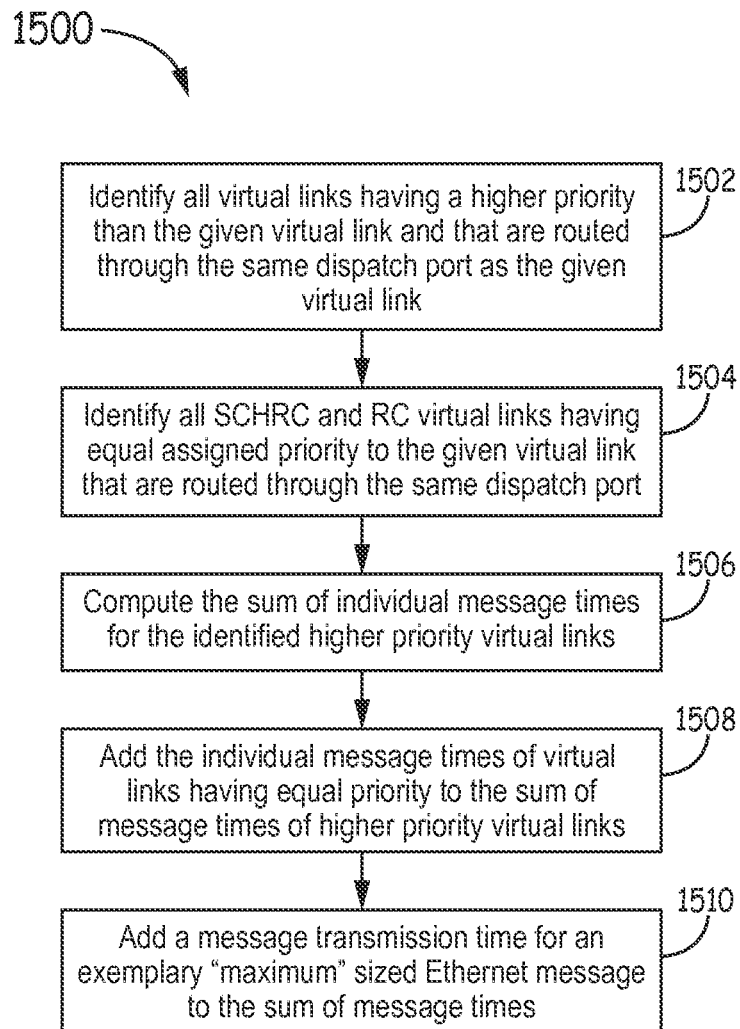 1500
1502
Identify all virtual links having a higher priority
than the given virtual link and that are routed
through the same dispatch port as the given
virtual link
1504
Identify all SCHRC and RC virtual links having
equal assigned priority to the given virtual link
that are routed through the same dispatch port
1506
Compute the sum of individual message times
for the identified higher priority virtual links
1508
Add the individual message times of virtual
links having equal priority to the sum of
message times of higher priority virtual links
1510
Add a message transmission time for an
exemplary “maximum” sized Ethernet message
to the sum of message times